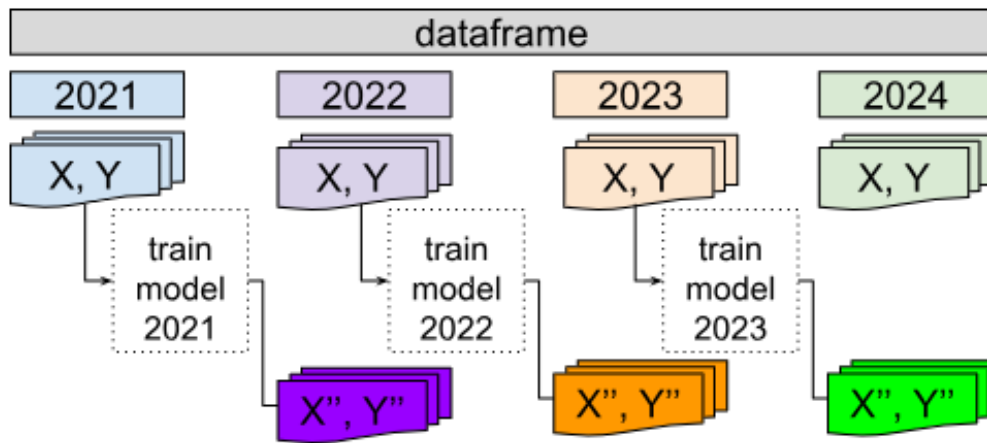 dataframe
2021
2022
2023
2024
X, Y
X, Y
X, Y
X, Y
train
model
2021
train
model
2022
train
model
2023
X”, Y”
X”, Y”
X”, Y”